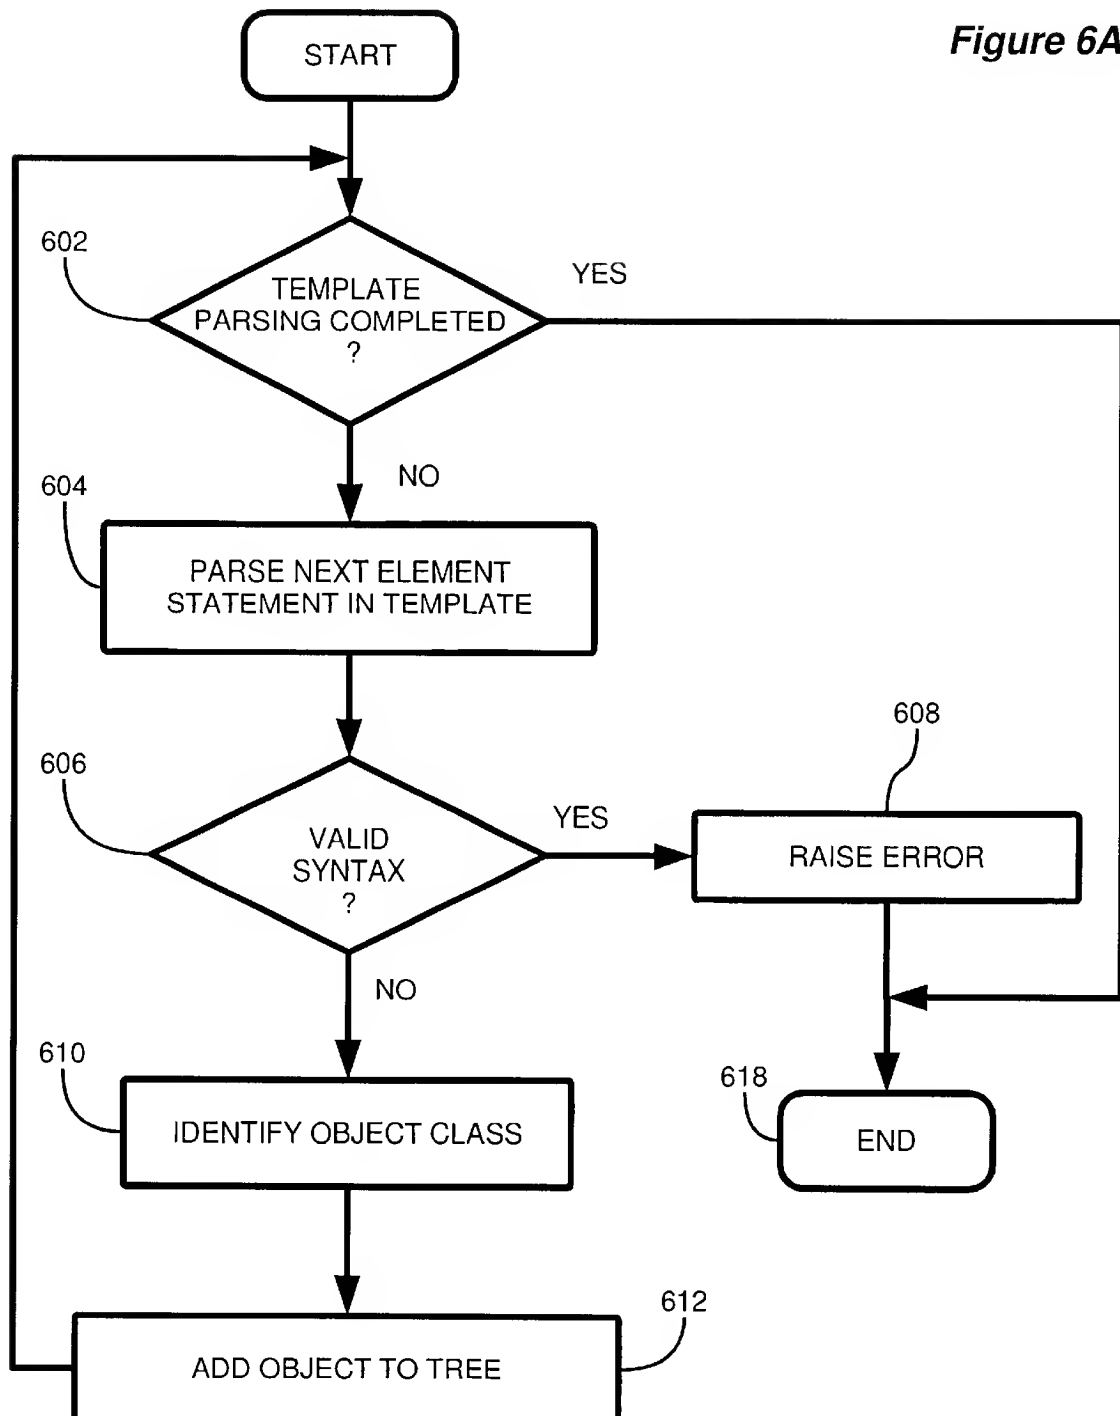 Figure 6A
START
602
TEMPLATE
PARSING COMPLETED
?
YES
NO
604
PARSE NEXT ELEMENT
STATEMENT IN TEMPLATE
606
VALID
SYNTAX
?
YES
608
RAISE ERROR
NO
610
IDENTIFY OBJECT CLASS
618
END
612
ADD OBJECT TO TREE